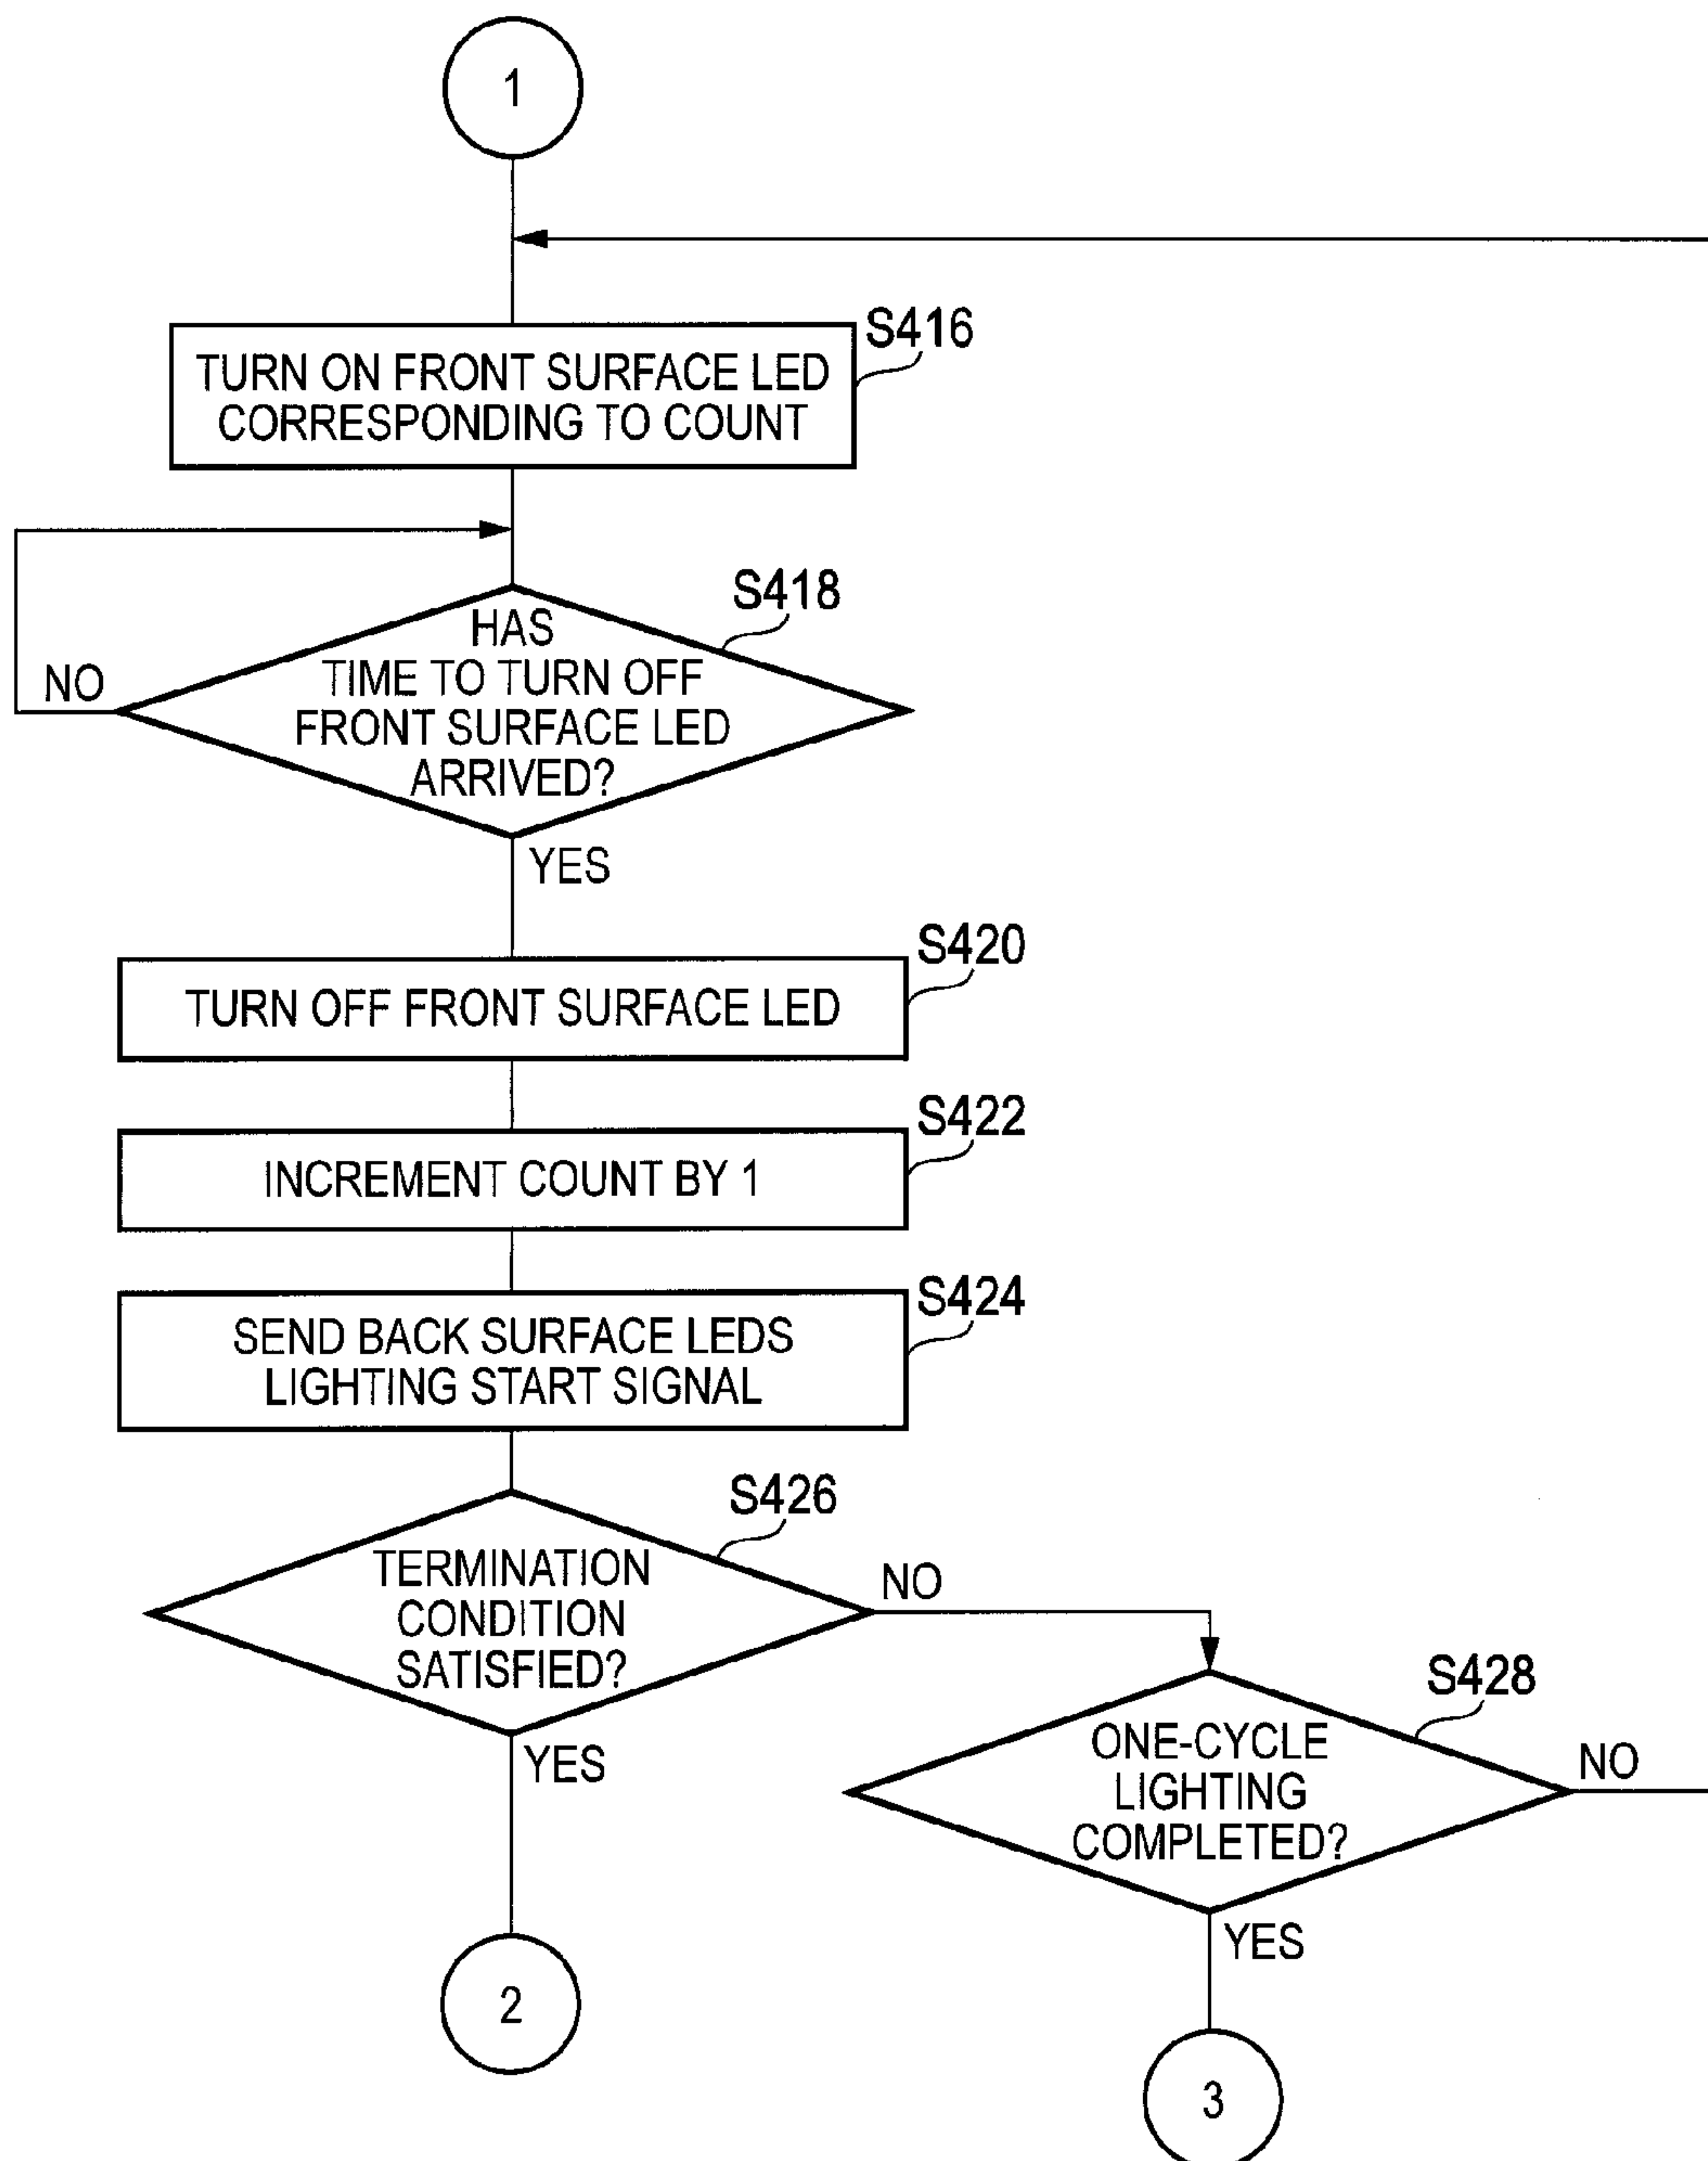 1
S416
TURN ON FRONT SURFACE LED
CORRESPONDING TO COUNT
S418
HAS
TIME TO TURN OFF
FRONT SURFACE LED
ARRIVED?
NO
YES
S420
TURN OFF FRONT SURFACE LED
S422
INCREMENT COUNT BY 1
S424
SEND BACK SURFACE LEDS
LIGHTING START SIGNAL
S426
TERMINATION
CONDITION
SATISFIED?
NO
YES
S428
ONE-CYCLE
LIGHTING
COMPLETED?
NO
YES
2
3